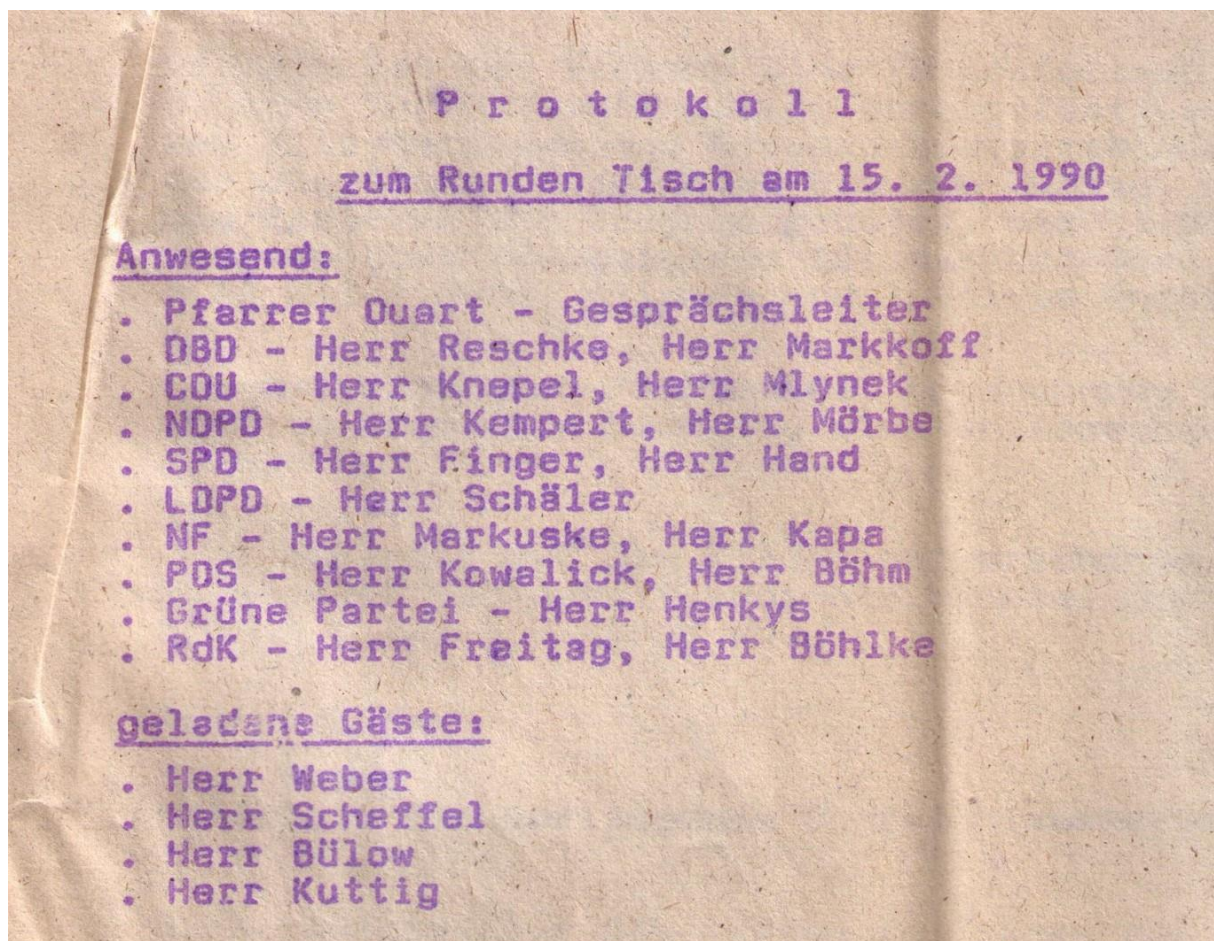 P r o t o k o l l
zum Runden Tisch am 15. 2. 1990
Anwesend:
. Pfarrer Quart - Gesprächsleiter
. DBD - Herr Reschke, Herr Markkoff
. CDU - Herr Knepel, Herr Mlynek
. NDPD - Herr Kempert, Herr Mörbe
. SPD - Herr Finger, Herr Hand
. LDPD - Herr Schäler
. NF - Herr Markuske, Herr Kapa
. PDS - Herr Kowalick, Herr Böhm
. Grüne Partei - Herr Henkys
. RdK - Herr Freitag, Herr Böhlke
geladene Gäste:
. Herr Weber
. Herr Scheffel
. Herr Bülow
. Herr Kuttig